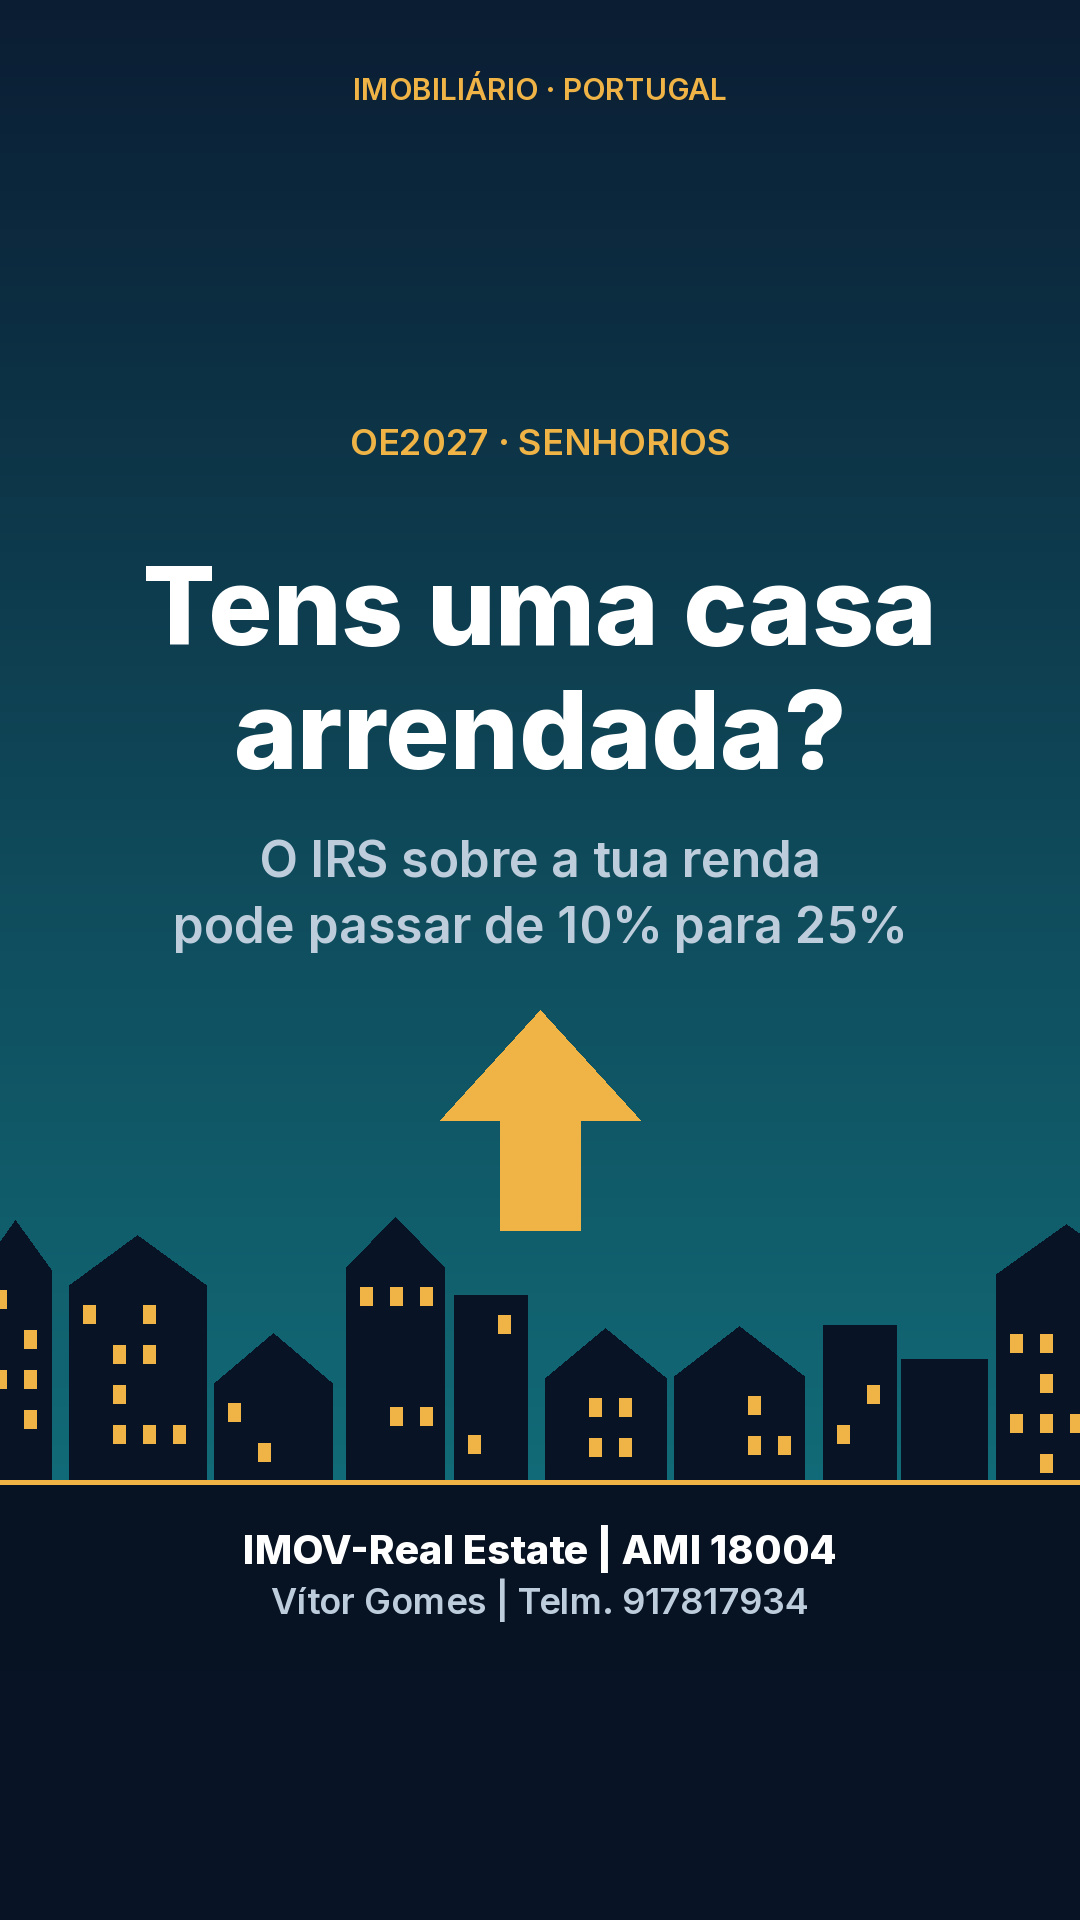 IMOBILIÁRIO · PORTUGAL
OE2027 · SENHORIOS
Tens uma casa
arrendada?
O IRS sobre a tua renda
pode passar de 10% para 25%
IMOV-Real Estate | AMI 18004
Vítor Gomes | Telm. 917817934